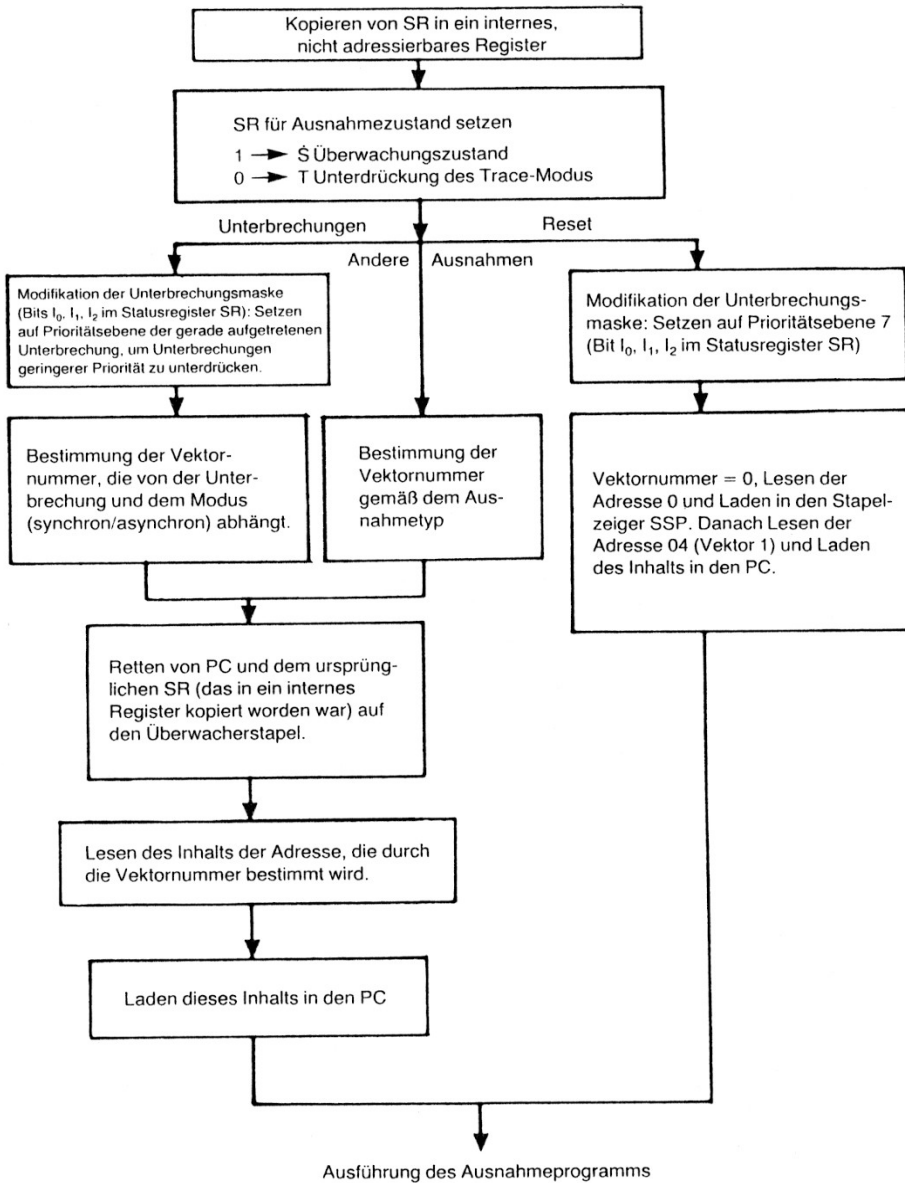 Kopieren von SR in ein internes,
nicht adressierbares Register
SR für Ausnahmezustand setzen
1 → S Überwachungszustand
0 → T Unterdrückung des Trace-Modus
Unterbrechungen
Reset
Andere Ausnahmen
Modifikation der Unterbrechungsmaske
(Bits I₀, I₁, I₂ im Statusregister SR): Setzen
auf Prioritätsebene der gerade aufgetretenen
Unterbrechung, um Unterbrechungen
geringerer Priorität zu unterdrücken.
Modifikation der Unterbrechungs-
maske: Setzen auf Prioritätsebene 7
(Bit I₀, I₁, I₂ im Statusregister SR)
Bestimmung der Vektor-
nummer, die von der Unter-
brechung und dem Modus
(synchron/asynchron) abhängt.
Bestimmung der
Vektornummer
gemäß dem Aus-
nahmetyp
Vektornummer = 0, Lesen der
Adresse 0 und Laden in den Stapel-
zeiger SSP. Danach Lesen der
Adresse 04 (Vektor 1) und Laden
des Inhalts in den PC.
Retten von PC und dem ursprüng-
lichen SR (das in ein internes
Register kopiert worden war) auf
den Überwacherstapel.
Lesen des Inhalts der Adresse, die durch
die Vektornummer bestimmt wird.
Laden dieses Inhalts in den PC
Ausführung des Ausnahmeprogramms